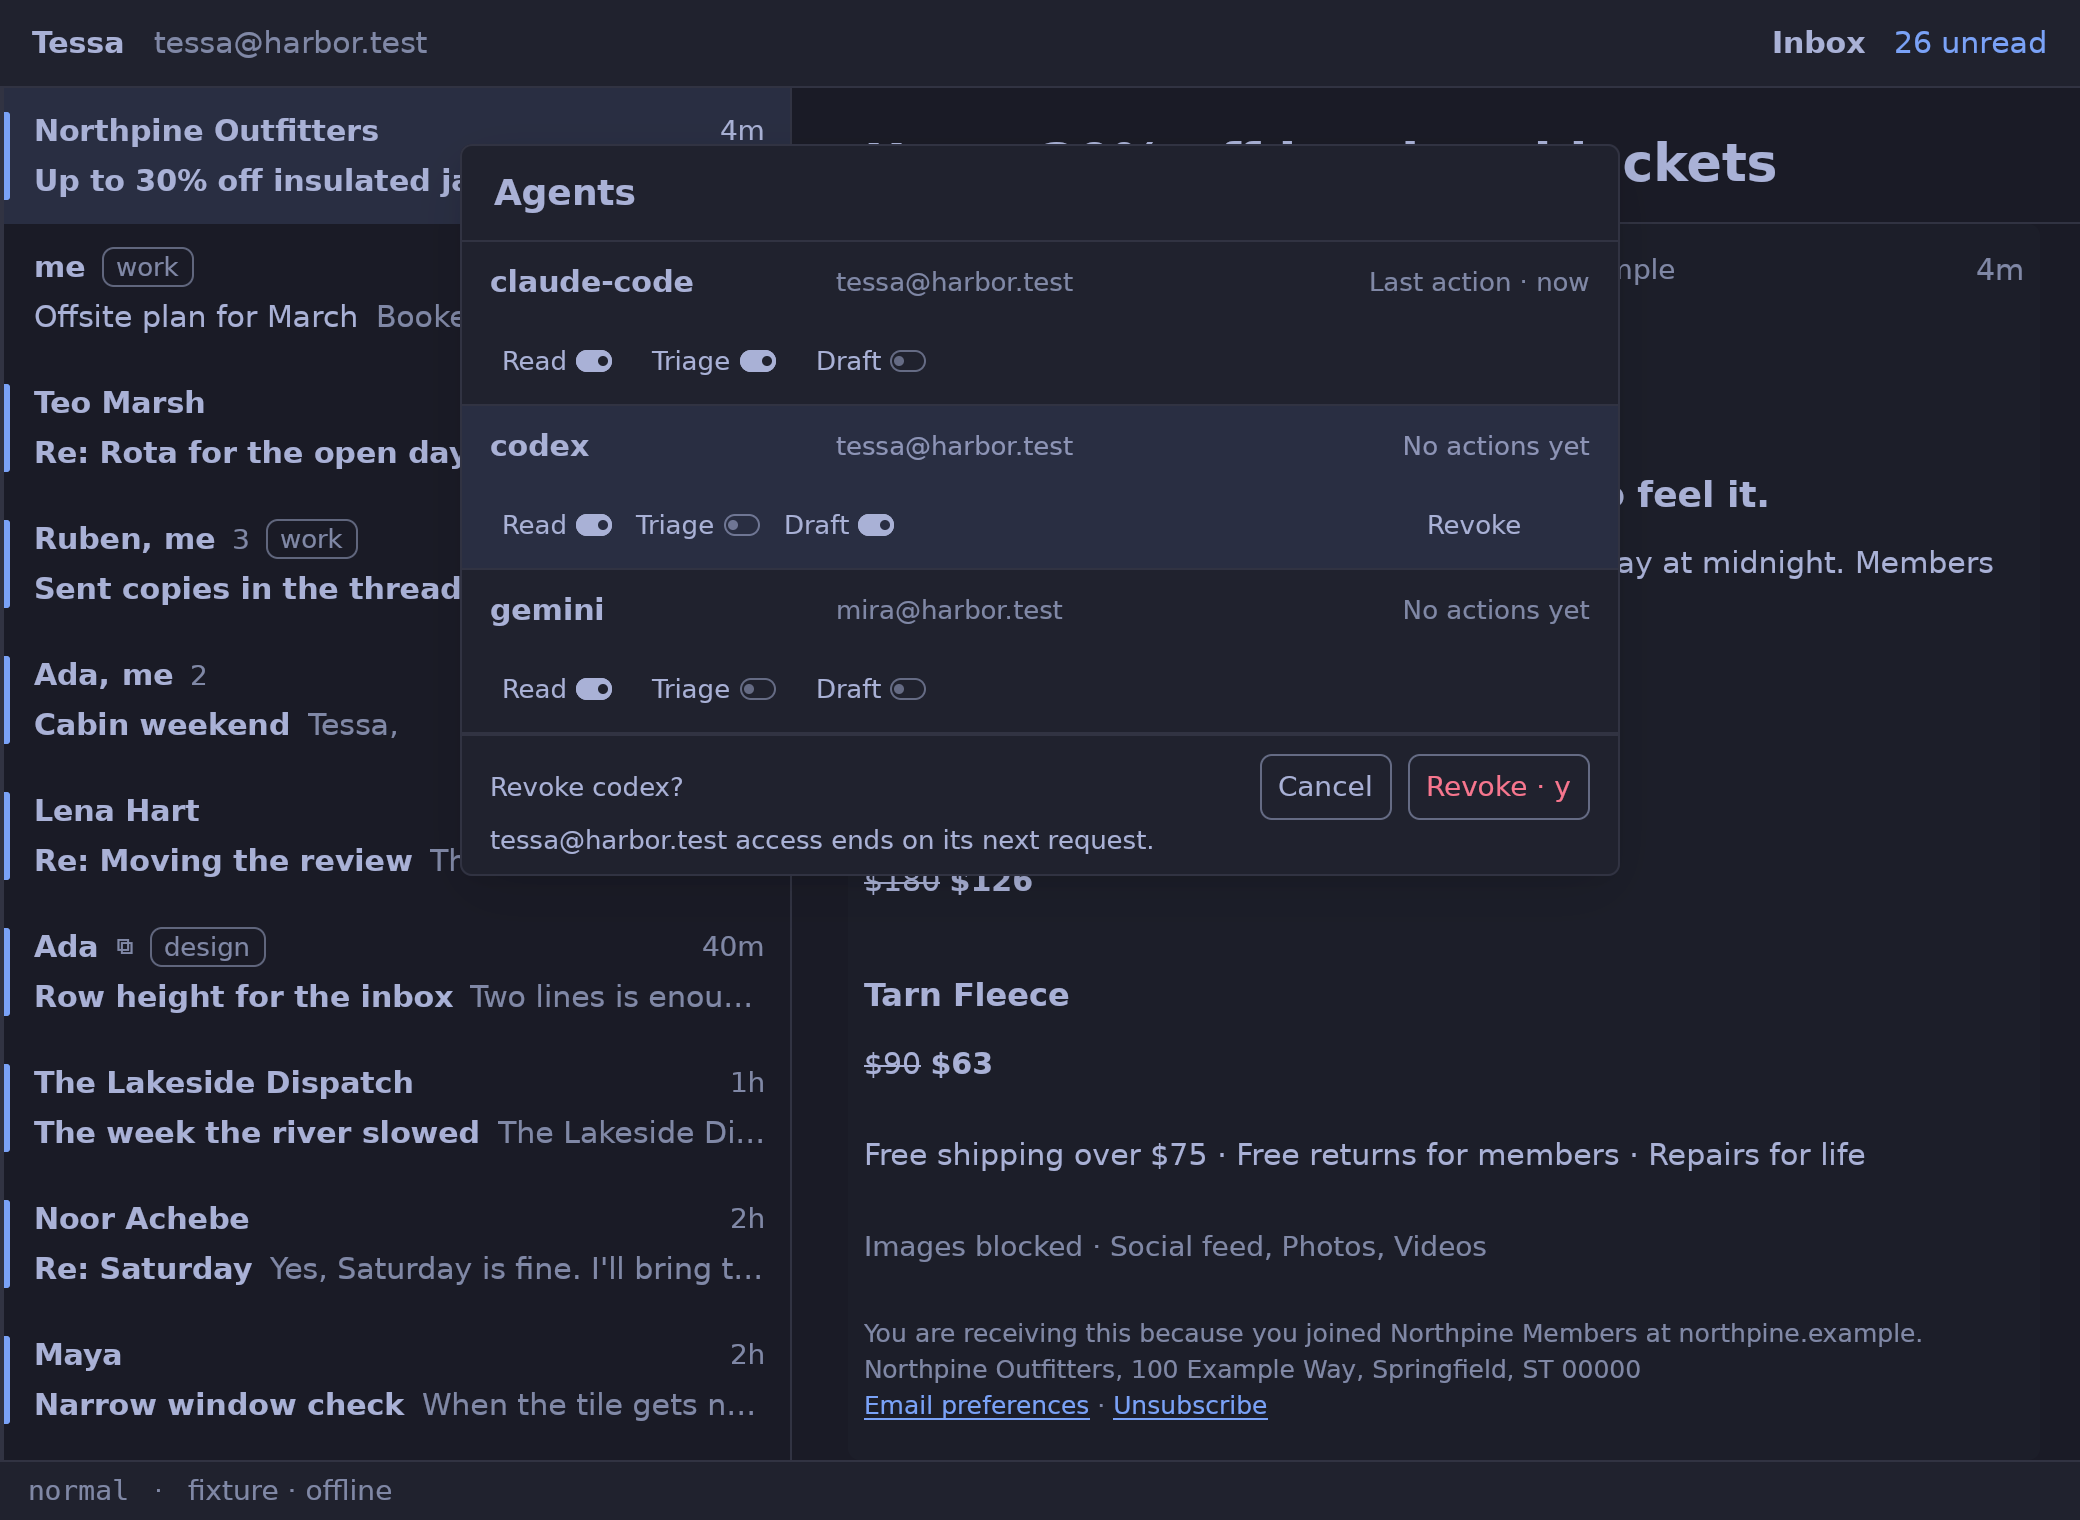 Tessa tessa@harbor.test
Inbox 26 unread
Northpine Outfitters 4m
Up to 30% off insulated
me work
Offsite plan for March
Teo Marsh
Re: Rota for the open day
Ruben, me 3 work
Sent copies in the thread
Ada, me 2
Cabin weekend Tessa,
Lena Hart
Re: Moving the review
Ada design 40m
Row height for the inbox Two lines is enou...
The Lakeside Dispatch 1h
The week the river slowed The Lakeside Di...
Noor Achebe 2h
Re: Saturday Yes, Saturday is fine. I'll bring t...
Maya 2h
Narrow window check When the tile gets n...
Agents
claude-code tessa@harbor.test Last action · now
Read Triage Draft
codex tessa@harbor.test No actions yet
Read Triage Draft Revoke
gemini mira@harbor.test No actions yet
Read Triage Draft
Revoke codex? Cancel Revoke · y
tessa@harbor.test access ends on its next request.
4m
feel it.
at midnight. Members
$180 $126
Tarn Fleece
$90 $63
Free shipping over $75 · Free returns for members · Repairs for life
Images blocked · Social feed, Photos, Videos
You are receiving this because you joined Northpine Members at northpine.example.
Northpine Outfitters, 100 Example Way, Springfield, ST 00000
Email preferences · Unsubscribe
normal · fixture · offline